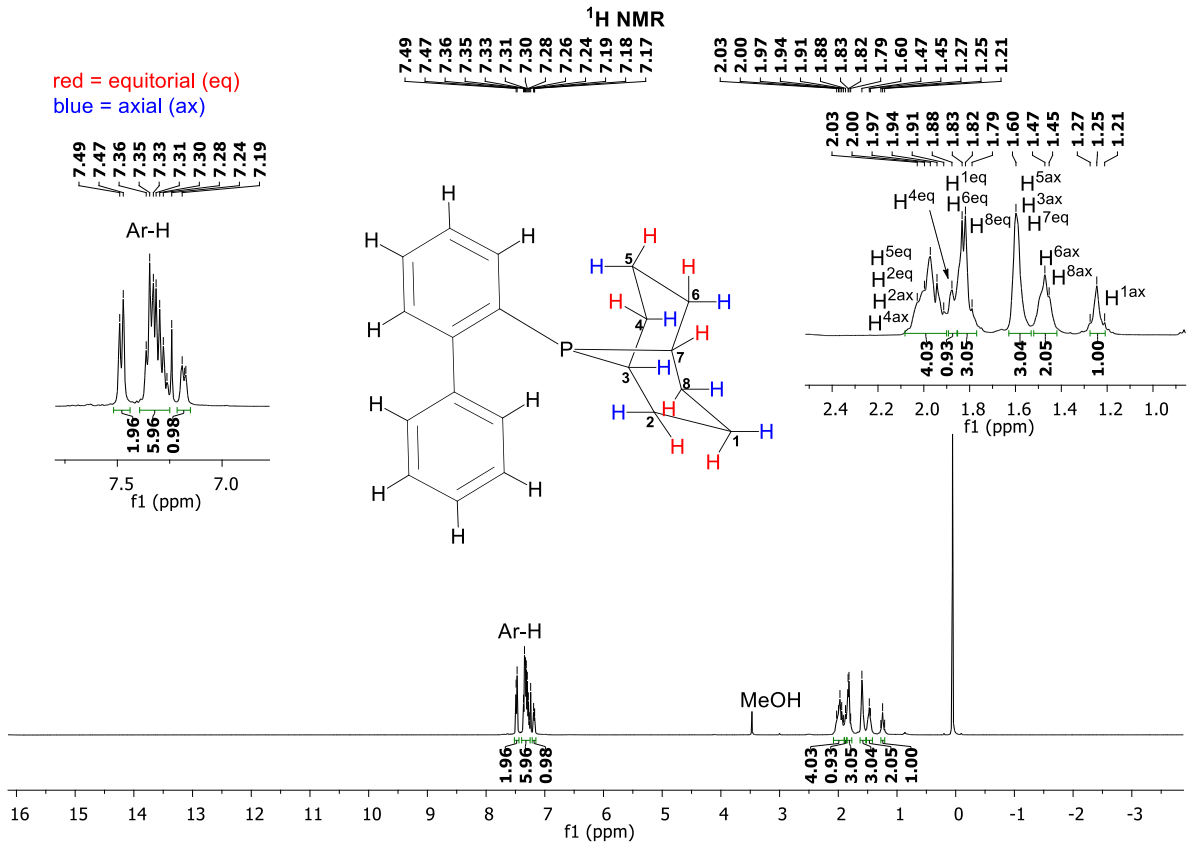 ¹H NMR
7.49 7.47 7.36 7.35 7.33 7.31 7.30 7.28 7.26 7.24 7.19 7.18 7.17
2.03 2.00 1.97 1.94 1.91 1.88 1.83 1.82 1.79 1.60 1.47 1.45 1.27 1.25 1.21
red = equitorial (eq)
blue = axial (ax)
7.49 7.47 7.36 7.35 7.33 7.31 7.30 7.28 7.24 7.19
Ar-H
1.96 5.96 0.98
7.5 7.0
f1 (ppm)
H H H H H
H H H H H
H H H H
P
H H H H H H H
H H H H H H H
1 2 3 4 5 6 7 8
2.03 2.00 1.97 1.94 1.91 1.88 1.83 1.82 1.79 1.60 1.47 1.45 1.27 1.25 1.21
H⁵ᵉq
H²ᵉq
H²ᵃˣ
H⁴ᵃˣ
H⁴ᵉq
H¹ᵉq
H⁶ᵉq
H⁸ᵉq
H⁵ᵃˣ
H³ᵃˣ
H⁷ᵉq
H⁶ᵃˣ
H⁸ᵃˣ
H¹ᵃˣ
4.03 0.93 3.05 3.04 2.05 1.00
2.4 2.2 2.0 1.8 1.6 1.4 1.2 1.0
f1 (ppm)
Ar-H
MeOH
1.96 5.96 0.98
4.03 0.93 3.05 3.04 2.05 1.00
16 15 14 13 12 11 10 9 8 7 6 5 4 3 2 1 0 -1 -2 -3
f1 (ppm)